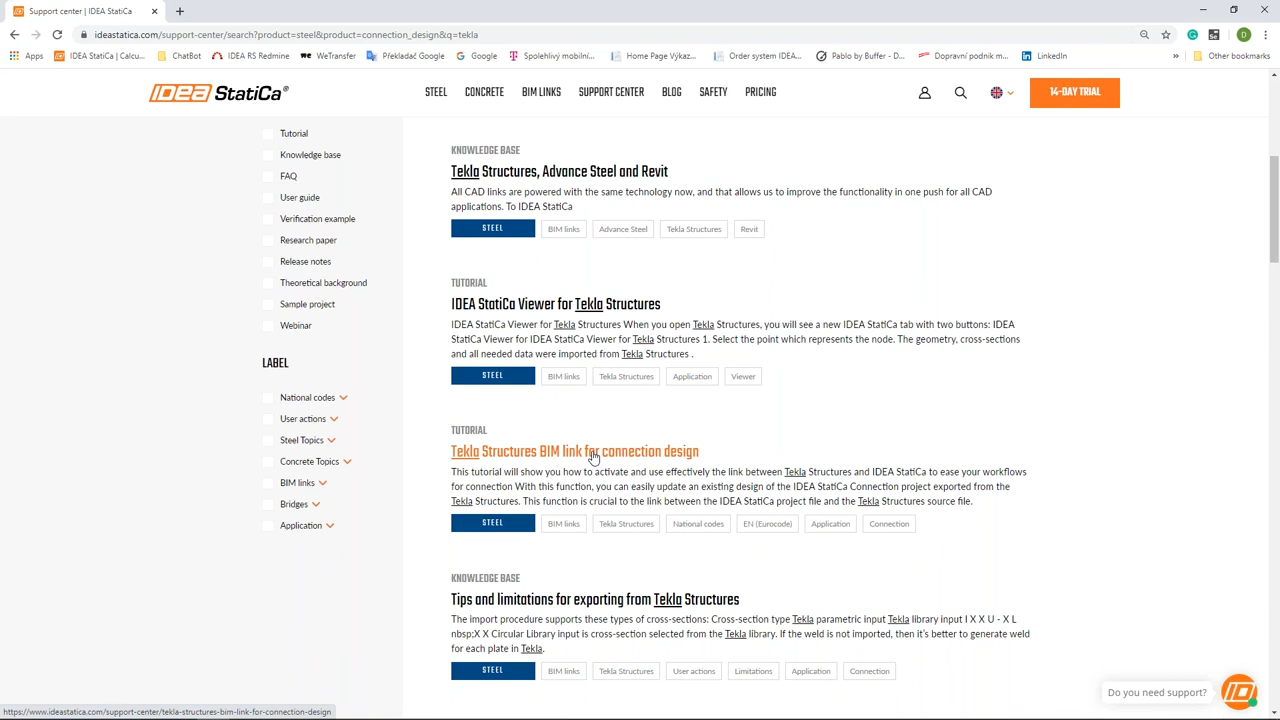 Support center | IDEA StatiCa
ideastatica.com/support-center/search?product=steel&product=connection_design&q=tekla
D
Apps
IDEA StatiCa | Calcu...
ChatBot
IDEA RS Redmine
WeTransfer
Překladač Google
Google
Spolehlivý mobilní...
Home Page Výkaz...
Order system IDEA...
Pablo by Buffer - D...
Dopravní podnik m...
LinkedIn
»
Other bookmarks
IDEA StatiCa®
STEEL
CONCRETE
BIM LINKS
SUPPORT CENTER
BLOG
SAFETY
PRICING
14-DAY TRIAL
Tutorial
Knowledge base
FAQ
User guide
Verification example
Research paper
Release notes
Theoretical background
Sample project
Webinar
LABEL
National codes
User actions
Steel Topics
Concrete Topics
BIM links
Bridges
Application
KNOWLEDGE BASE
Tekla Structures, Advance Steel and Revit
All CAD links are powered with the same technology now, and that allows us to improve the functionality in one push for all CAD
applications. To IDEA StatiCa
STEEL
BIM links
Advance Steel
Tekla Structures
Revit
TUTORIAL
IDEA StatiCa Viewer for Tekla Structures
IDEA StatiCa Viewer for Tekla Structures When you open Tekla Structures, you will see a new IDEA StatiCa tab with two buttons: IDEA
StatiCa Viewer for IDEA StatiCa Viewer for Tekla Structures 1. Select the point which represents the node. The geometry, cross-sections
and all needed data were imported from Tekla Structures .
STEEL
BIM links
Tekla Structures
Application
Viewer
TUTORIAL
Tekla Structures BIM link for connection design
This tutorial will show you how to activate and use effectively the link between Tekla Structures and IDEA StatiCa to ease your workflows
for connection With this function, you can easily update an existing design of the IDEA StatiCa Connection project exported from the
Tekla Structures. This function is crucial to the link between the IDEA StatiCa project file and the Tekla Structures source file.
STEEL
BIM links
Tekla Structures
National codes
EN (Eurocode)
Application
Connection
KNOWLEDGE BASE
Tips and limitations for exporting from Tekla Structures
The import procedure supports these types of cross-sections: Cross-section type Tekla parametric input Tekla library input I X X U - X L
nbsp;X X Circular Library input is cross-section selected from the Tekla library. If the weld is not imported, then it's better to generate weld
for each plate in Tekla.
STEEL
BIM links
Tekla Structures
User actions
Limitations
Application
Connection
Do you need support?
https://www.ideastatica.com/support-center/tekla-structures-bim-link-for-connection-design